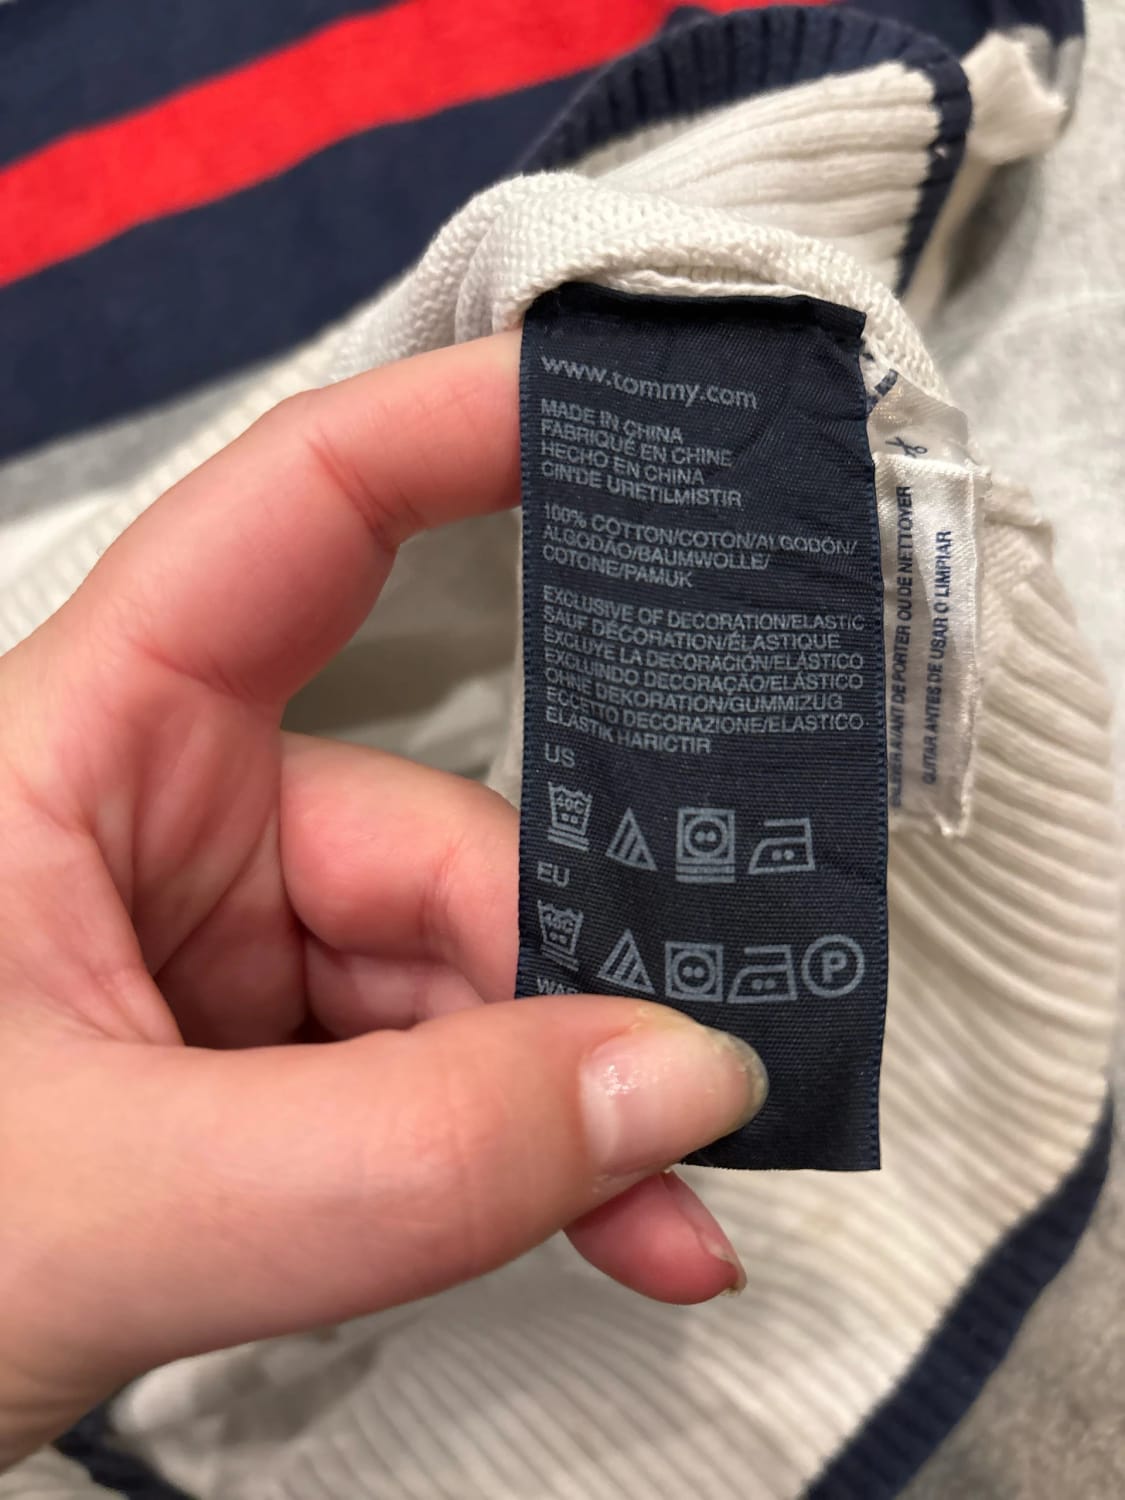 www.tommy.com
MADE IN CHINA
FABRIQUÉ EN CHINE
HECHO EN CHINA
CIN'DE URETILMISTIR
100% COTTON/COTON/ALGODÓN/
ALGODÃO/BAUMWOLLE/
COTONE/PAMUK
EXCLUSIVE OF DECORATION/ELASTIC
SAUF DÉCORATION/ÉLASTIQUE
EXCLUYE LA DECORACIÓN/ELÁSTICO
EXCLUINDO DECORAÇÃO/ELÁSTICO
OHNE DEKORATION/GUMMIZUG
ECCETTO DECORAZIONE/ELASTICO
ELASTIK HARICTIR
US
40C
EU
40C
P
AVANT DE PORTER OU DE NETTOYER
QUITAR ANTES DE USAR O LIMPIAR